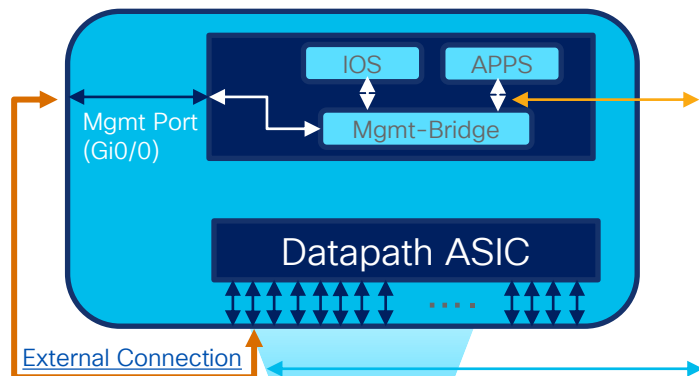 IOS
APPS
Mgmt Port
(Gi0/0)
Mgmt-Bridge
Datapath ASIC
....
External Connection